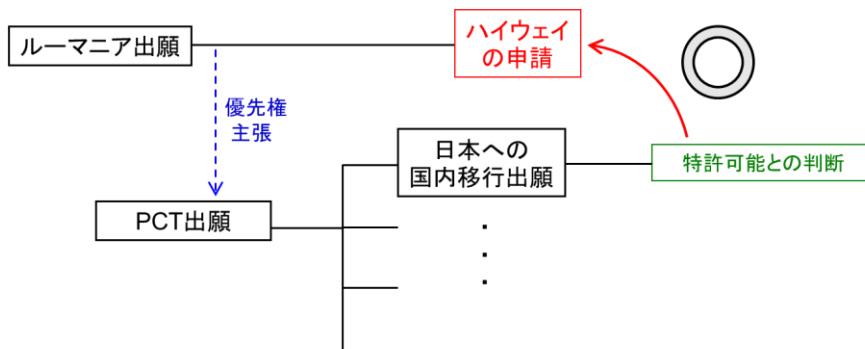 ルーマニア出願
ハイウェイ
の申請
優先権
主張
日本への
国内移行出願
特許可能との判断
PCT出願